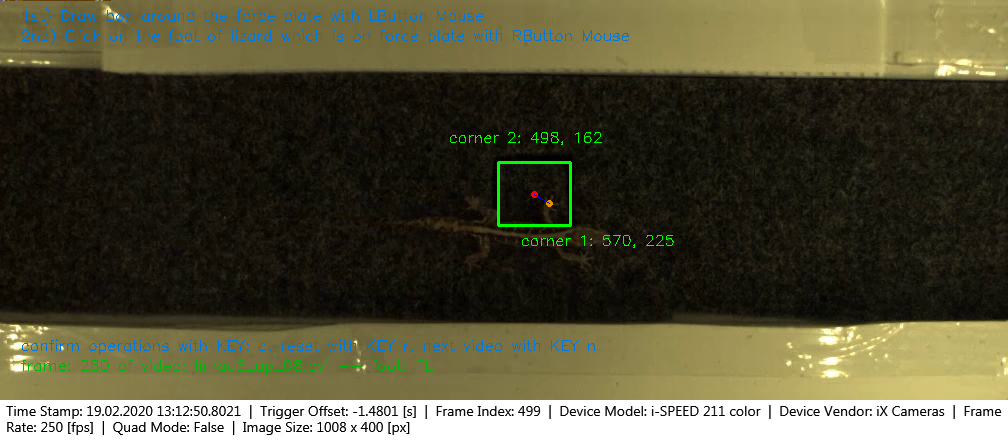 1st) Draw box around the force plate with LButton Mouse
2nd) Click on the foot of lizard which is on force plate with RButton Mouse
corner 2: 498, 162
corner 1: 570, 225
confirm operations with KEY: reset with KEY r, next video with KEY n
frame: of video:
Time Stamp: 19.02.2020 13:12:50.8021 | Trigger Offset: -1.4801 [s] | Frame Index: 499 | Device Model: i-SPEED 211 color | Device Vendor: iX Cameras | Frame
Rate: 250 [fps] | Quad Mode: False | Image Size: 1008 x 400 [px]